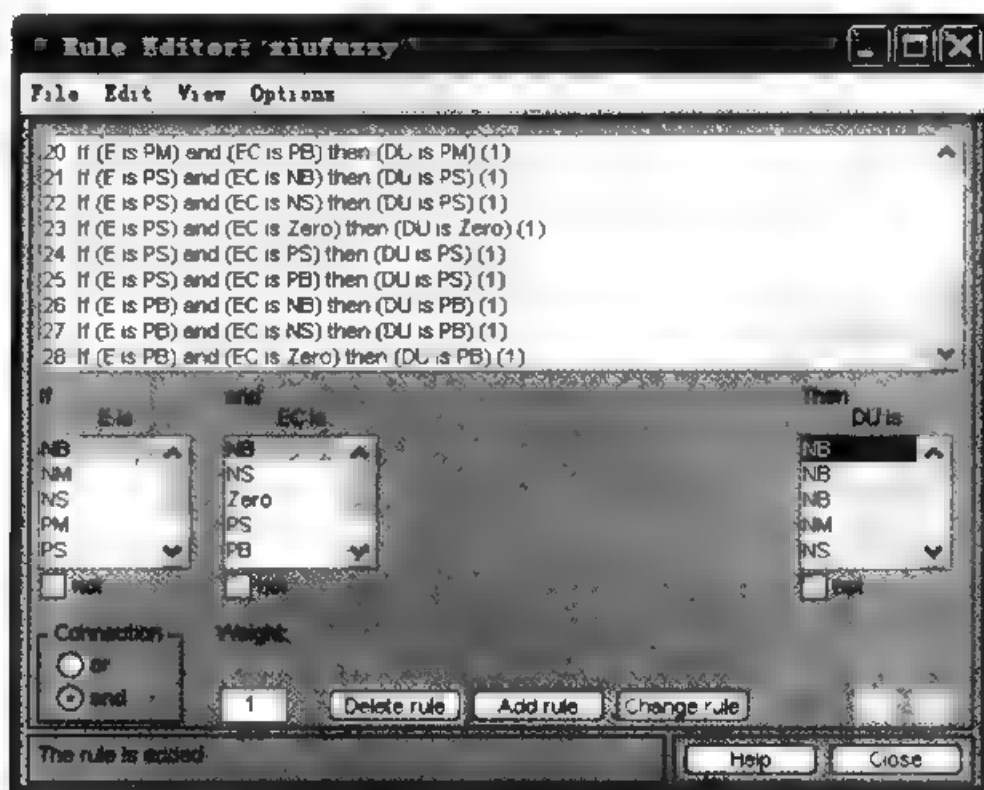 Rule Editor: 'xiufuzzy'
File Edit View Options
20 If (E is PM) and (EC is PB) then (DU is PM) (1)
21 If (E is PS) and (EC is NB) then (DU is PS) (1)
22 If (E is PS) and (EC is NS) then (DU is PS) (1)
23 If (E is PS) and (EC is Zero) then (DU is Zero) (1)
24 If (E is PS) and (EC is PS) then (DU is PS) (1)
25 If (E is PS) and (EC is PB) then (DU is PS) (1)
26 If (E is PB) and (EC is NB) then (DU is PB) (1)
27 If (E is PB) and (EC is NS) then (DU is PB) (1)
28 If (E is PB) and (EC is Zero) then (DU is PB) (1)
If and Then
E is EC is DU is
NB NB NB
NM NS NB
NS Zero NB
PM PS NM
PS PB NS
not not not
Connection Weight:
or
and 1 Delete rule Add rule Change rule
The rule is added Help Close